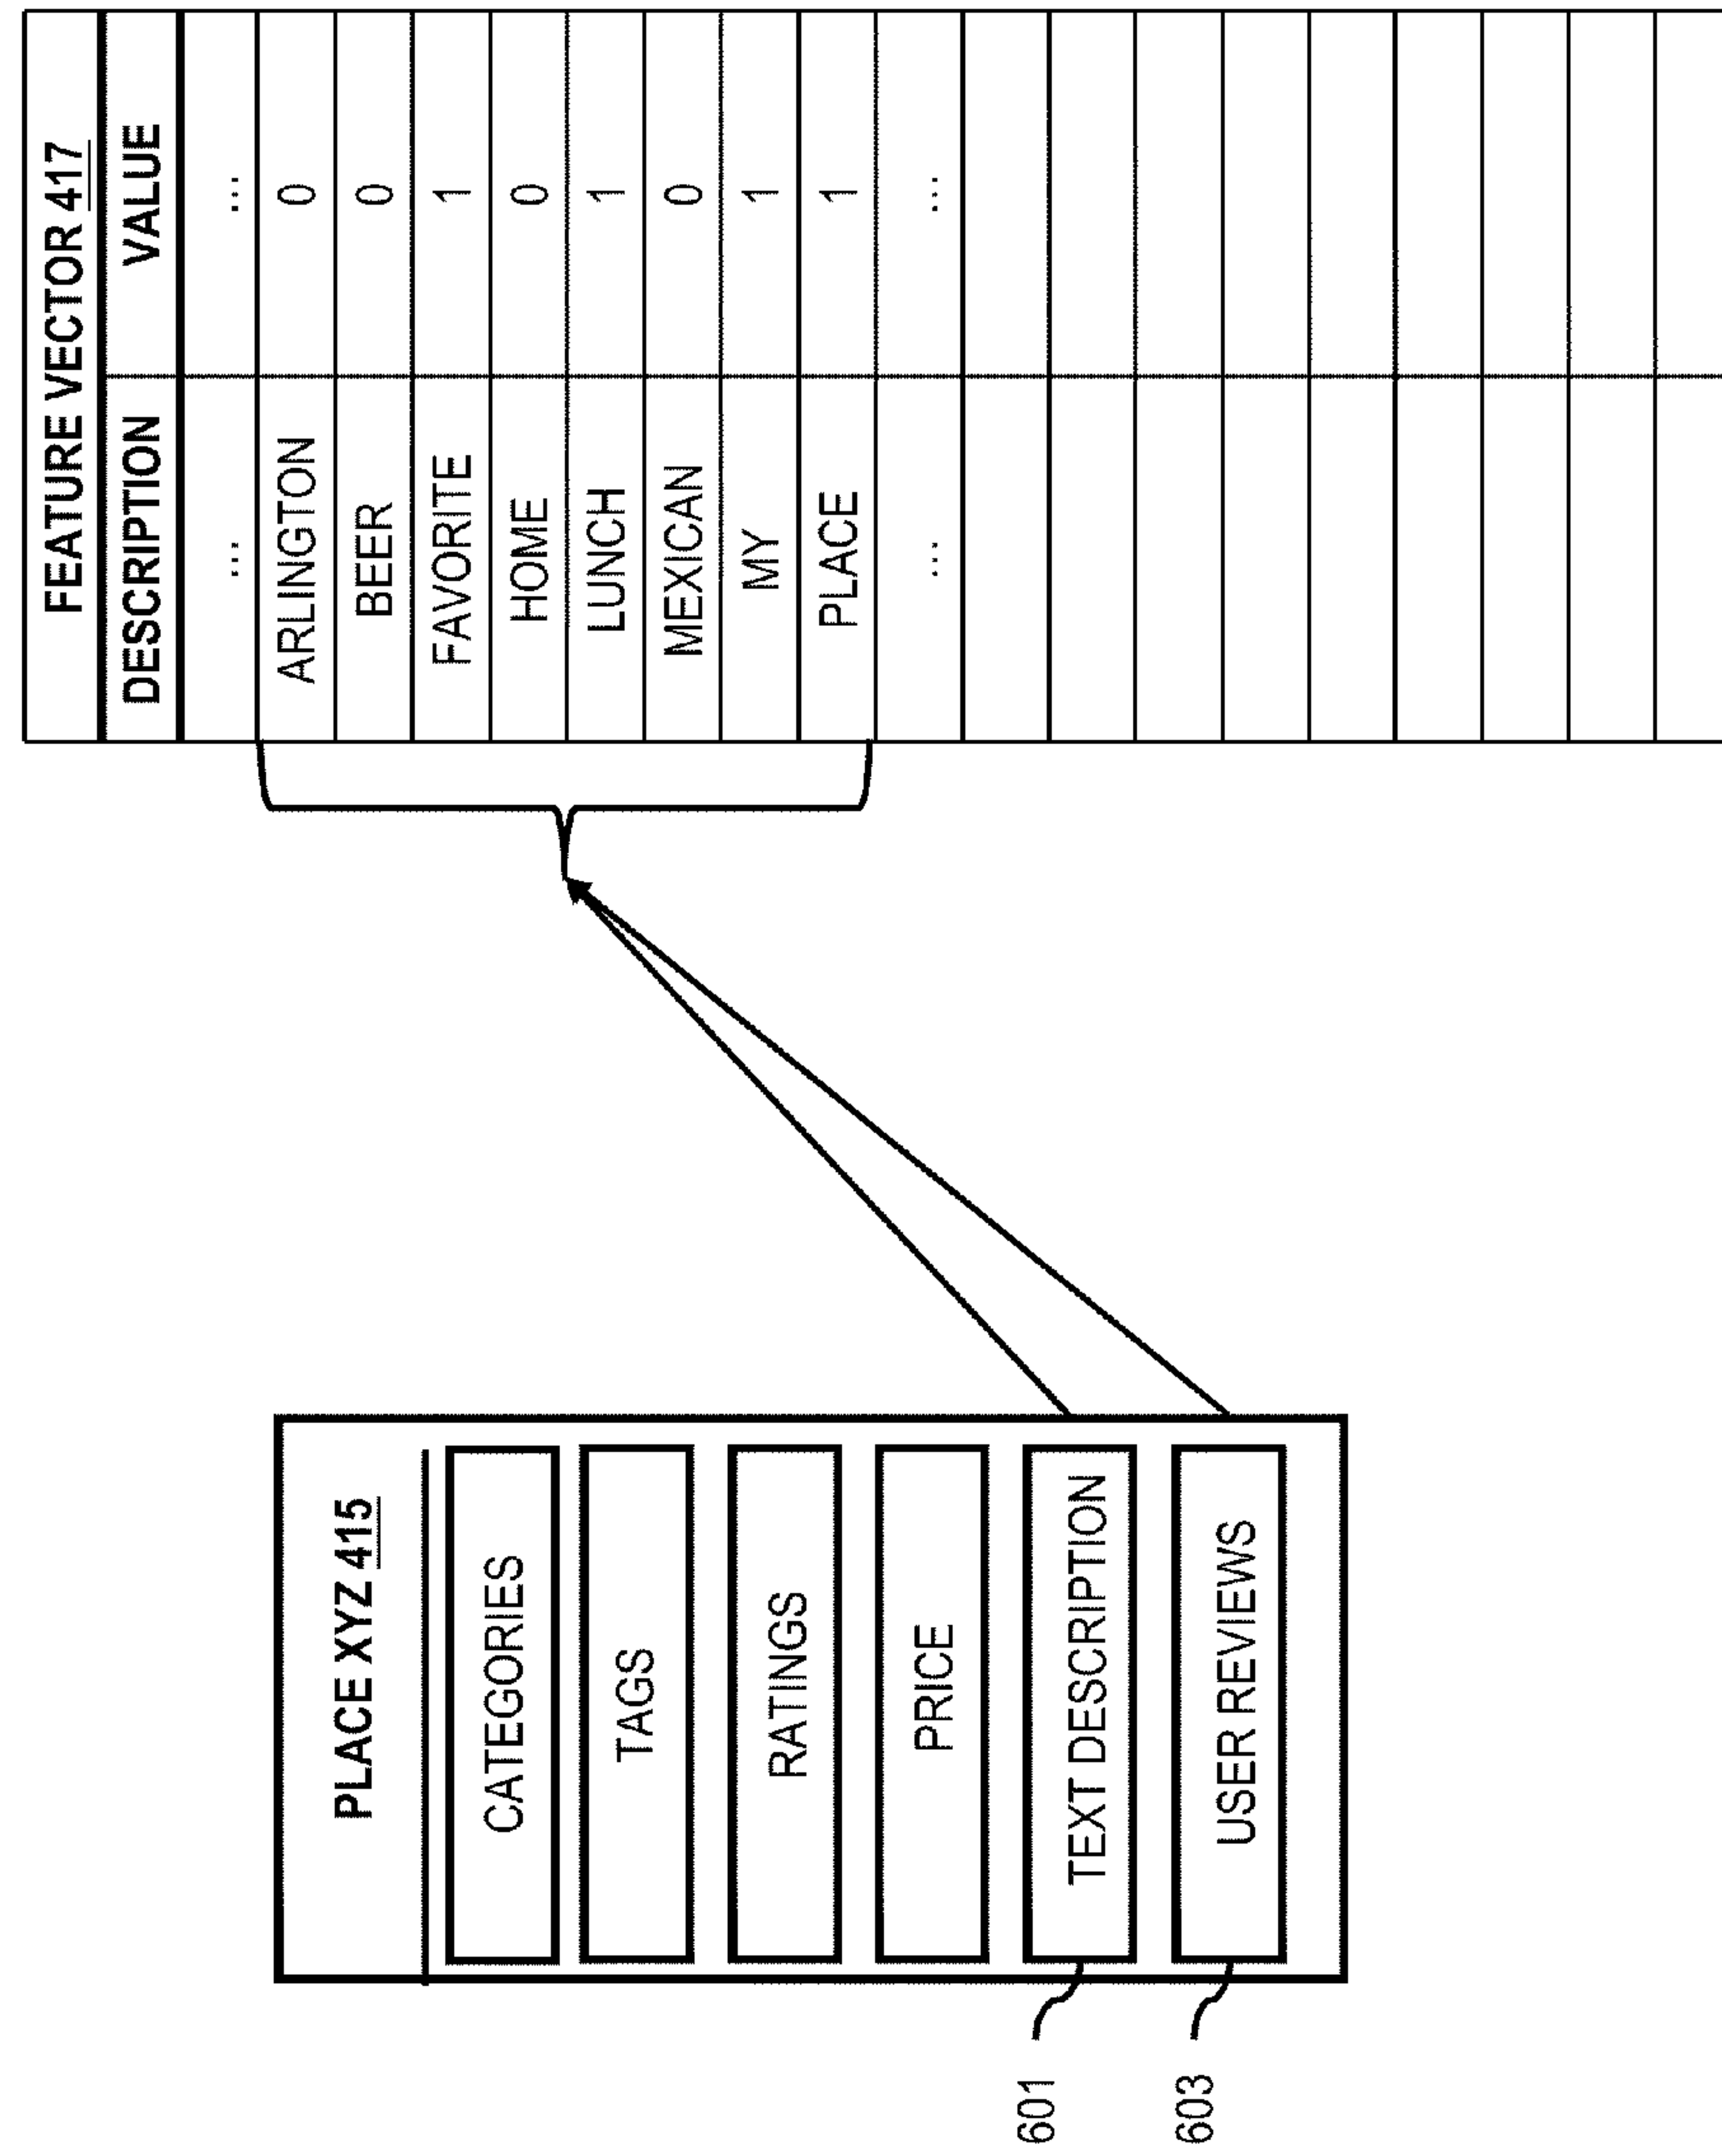 PLACE XYZ 415
CATEGORIES
TAGS
RATINGS
PRICE
TEXT DESCRIPTION
USER REVIEWS
601
603
FEATURE VECTOR 417
DESCRIPTION VALUE
... ...
ARLINGTON 0
BEER 0
FAVORITE 1
HOME 0
LUNCH 1
MEXICAN 0
MY 1
PLACE 1
... ...